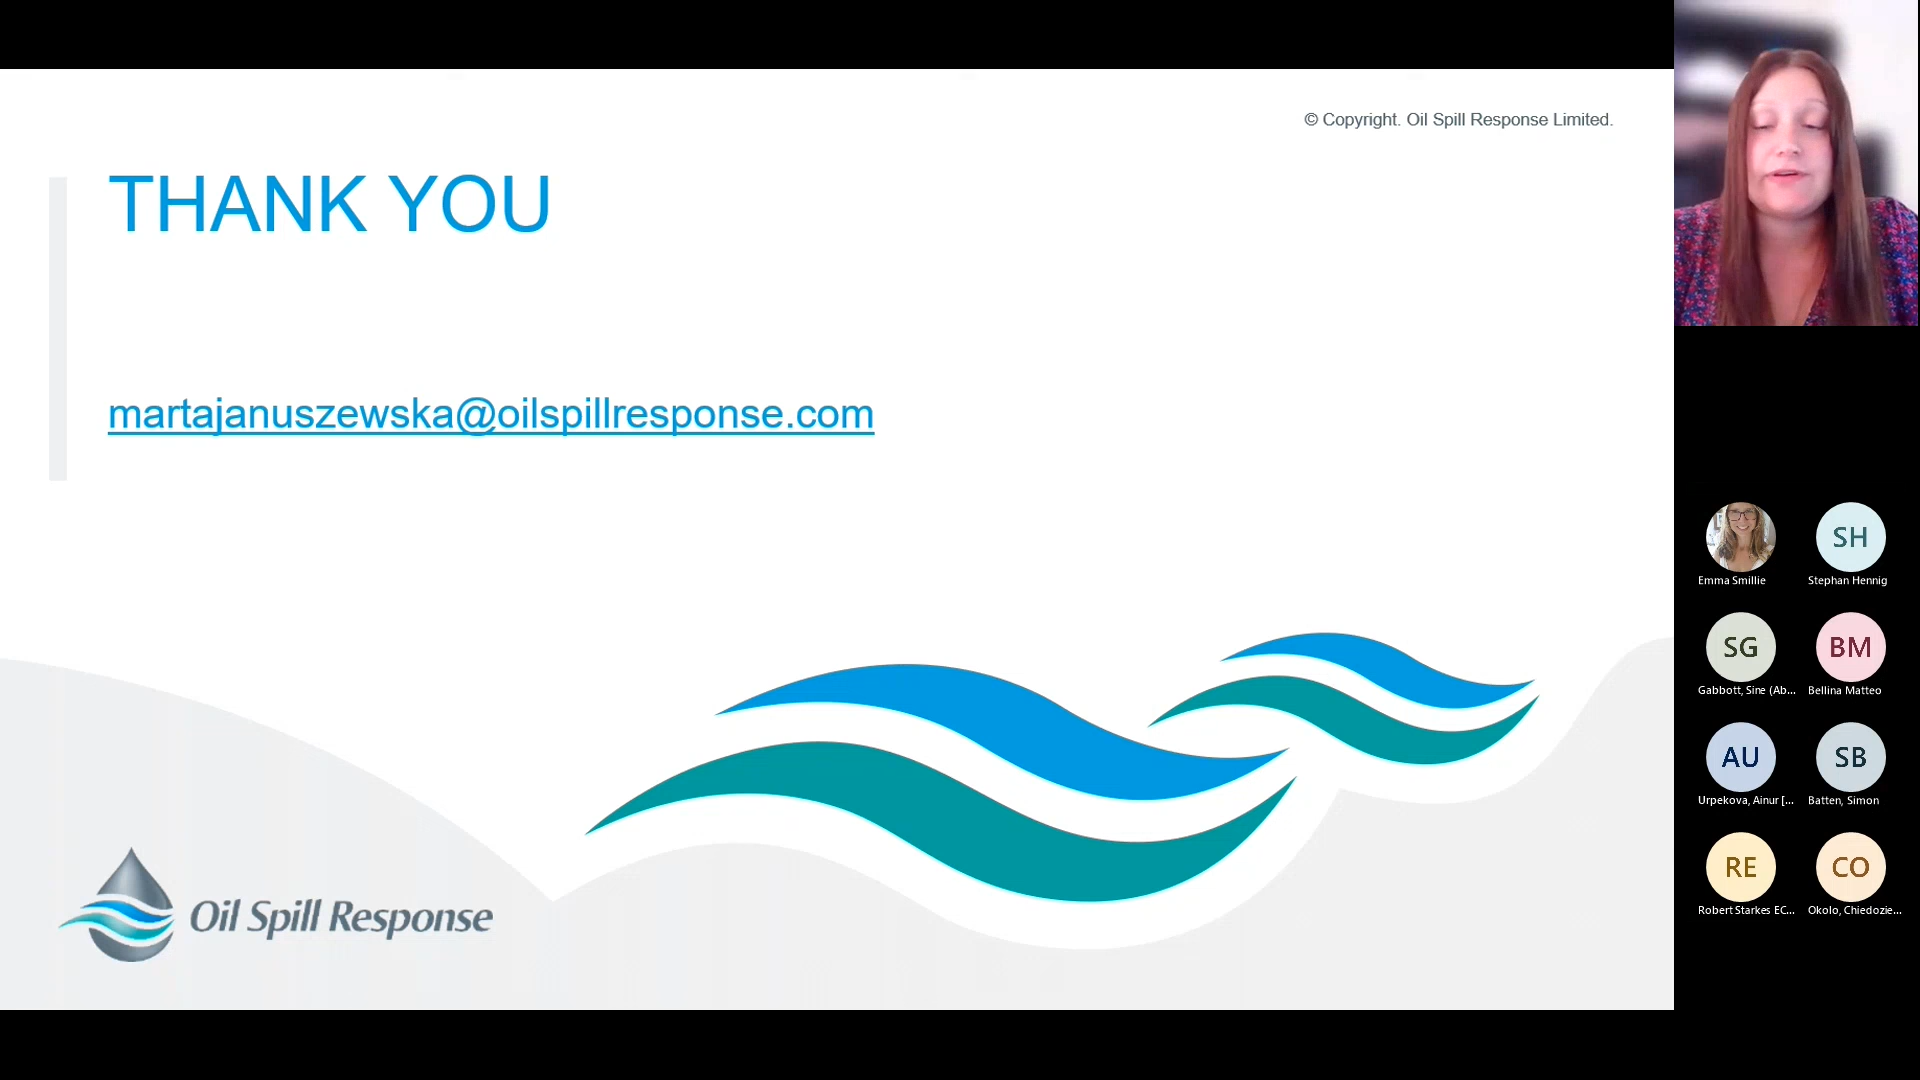 © Copyright. Oil Spill Response Limited.
THANK YOU
martajanuszewska@oilspillresponse.com
Oil Spill Response
SH
Emma Smillie
Stephan Hennig
SG
BM
Gabbott, Sine (Ab...
Bellina Matteo
AU
SB
Urpekova, Ainur [...
Batten, Simon
RE
CO
Robert Starkes EC...
Okolo, Chiedozie...